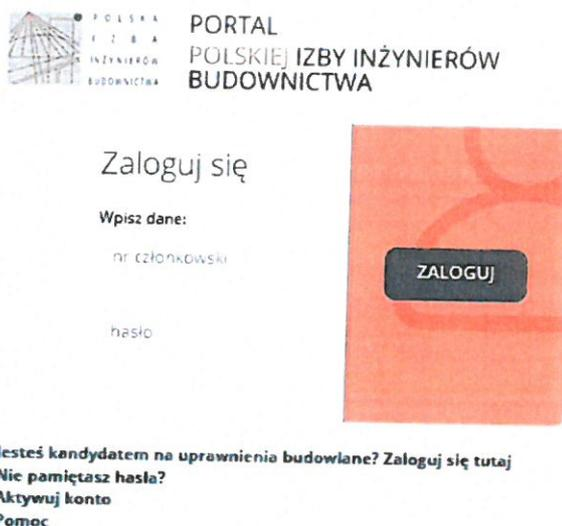 POLSKA
IZBA
INŻYNIERÓW
BUDOWNICTWA
PORTAL
POLSKIEJ IZBY INŻYNIERÓW
BUDOWNICTWA
Zaloguj się
Wpisz dane:
nr członkowski
ZALOGUJ
hasło
Jesteś kandydatem na uprawnienia budowlane? Zaloguj się tutaj
Nie pamiętasz hasła?
Aktywuj konto
Pomoc